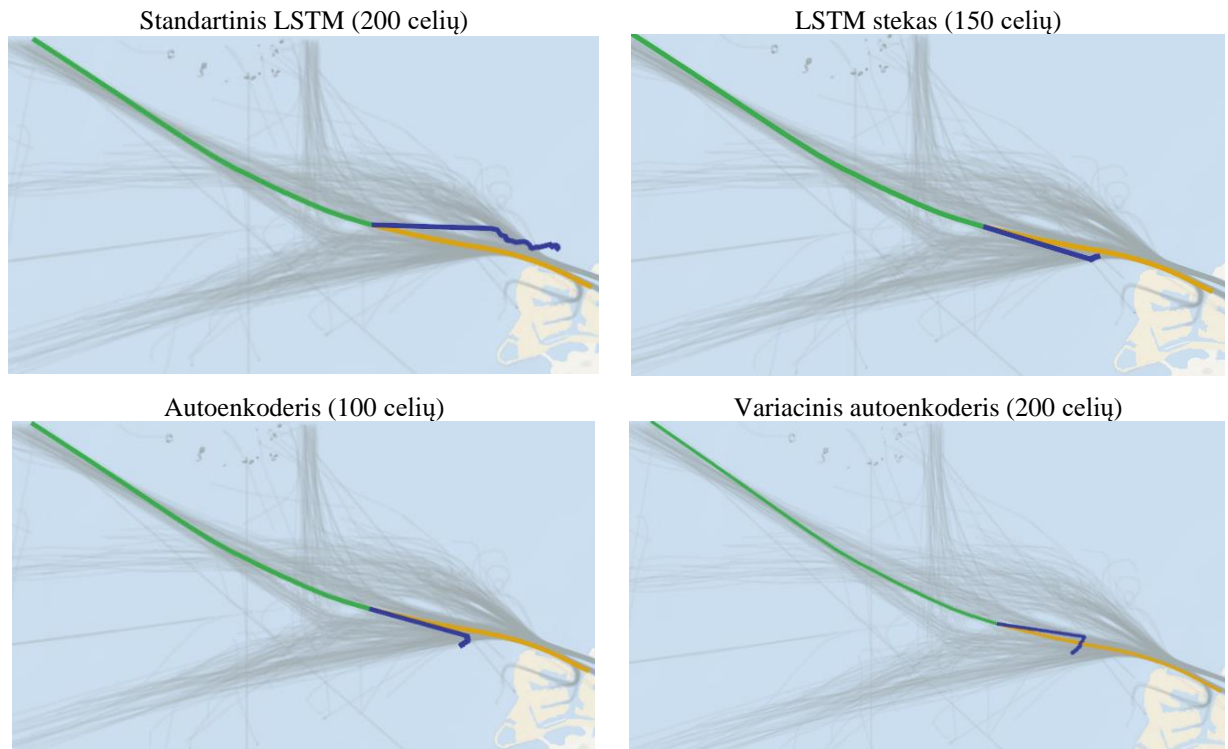 Standartinis LSTM (200 celių)
LSTM stekas (150 celių)
Autoenkoderis (100 celių)
Variacinis autoenkoderis (200 celių)